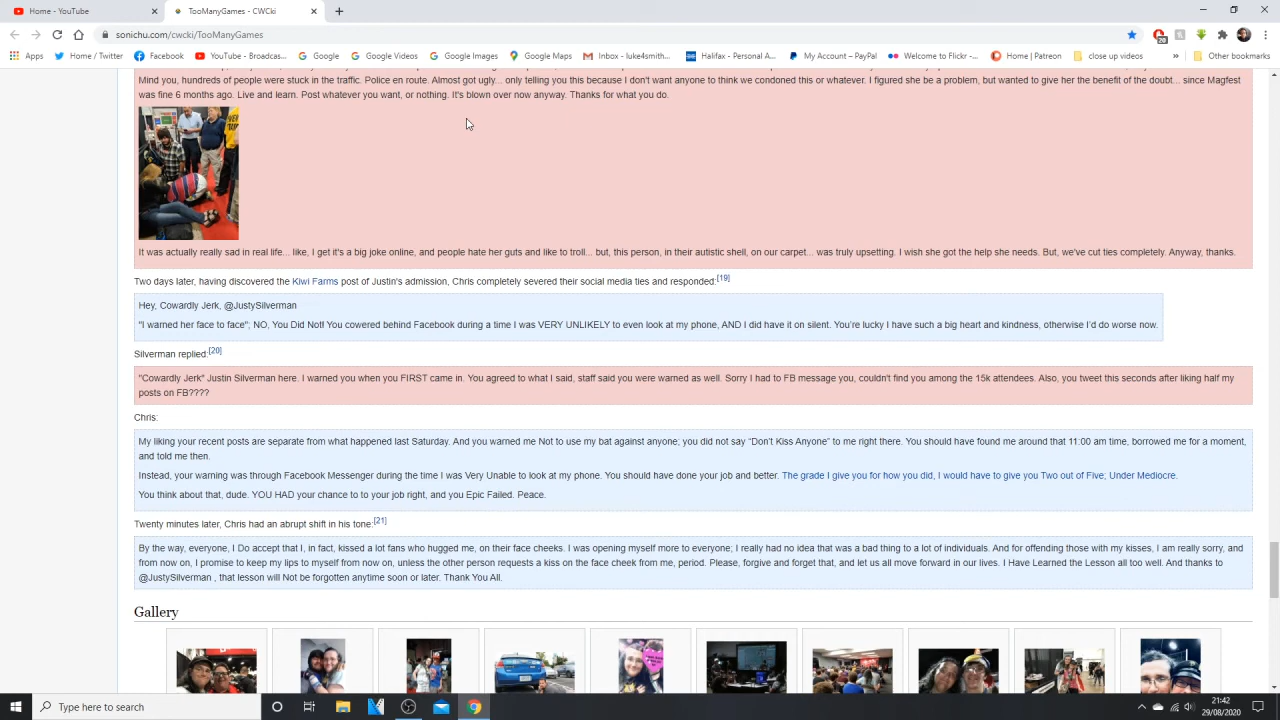 Home - YouTube
TooManyGames - CWCki
sonichu.com/cwcki/TooManyGames
Apps
Home / Twitter
Facebook
YouTube - Broadcas...
Google
Google Videos
Google Images
Google Maps
Inbox - luke4smith...
Halifax - Personal A...
My Account – PayPal
Welcome to Flickr -...
Home | Patreon
close up videos
»
Other bookmarks
Mind you, hundreds of people were stuck in the traffic. Police en route. Almost got ugly... only telling you this because I don't want anyone to think we condoned this or whatever. I figured she be a problem, but wanted to give her the benefit of the doubt... since Magfest
was fine 6 months ago. Live and learn. Post whatever you want, or nothing. It's blown over now anyway. Thanks for what you do.
It was actually really sad in real life... like, I get it's a big joke online, and people hate her guts and like to troll... but, this person, in their autistic shell, on our carpet... was truly upsetting. I wish she got the help she needs. But, we've cut ties completely. Anyway, thanks.
Two days later, having discovered the Kiwi Farms post of Justin's admission, Chris completely severed their social media ties and responded:[19]
Hey, Cowardly Jerk, @JustySilverman
"I warned her face to face"; NO, You Did Not! You cowered behind Facebook during a time I was VERY UNLIKELY to even look at my phone, AND I did have it on silent. You're lucky I have such a big heart and kindness, otherwise I'd do worse now.
Silverman replied:[20]
"Cowardly Jerk" Justin Silverman here. I warned you when you FIRST came in. You agreed to what I said, staff said you were warned as well. Sorry I had to FB message you, couldn't find you among the 15k attendees. Also, you tweet this seconds after liking half my
posts on FB????
Chris:
My liking your recent posts are separate from what happened last Saturday. And you warned me Not to use my bat against anyone; you did not say “Don't Kiss Anyone” to me right there. You should have found me around that 11:00 am time, borrowed me for a moment,
and told me then.
Instead, your warning was through Facebook Messenger during the time I was Very Unable to look at my phone. You should have done your job and better. The grade I give you for how you did, I would have to give you Two out of Five; Under Mediocre.
You think about that, dude. YOU HAD your chance to to your job right, and you Epic Failed. Peace.
Twenty minutes later, Chris had an abrupt shift in his tone:[21]
By the way, everyone, I Do accept that I, in fact, kissed a lot fans who hugged me, on their face cheeks. I was opening myself more to everyone; I really had no idea that was a bad thing to a lot of individuals. And for offending those with my kisses, I am really sorry, and
from now on, I promise to keep my lips to myself from now on, unless the other person requests a kiss on the face cheek from me, period. Please, forgive and forget that, and let us all move forward in our lives. I Have Learned the Lesson all too well. And thanks to
@JustySilverman , that lesson will Not be forgotten anytime soon or later. Thank You All.
Gallery
Type here to search
21:42
29/08/2020